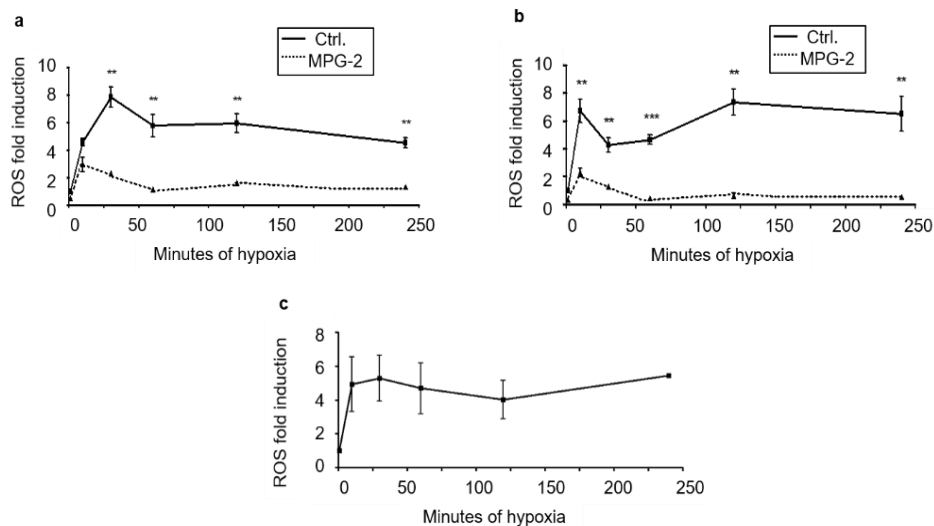 a
Ctrl.
MPG-2
ROS fold induction
10
8
6
4
2
0
** ** ** **
0 50 100 150 200 250
Minutes of hypoxia
b
Ctrl.
MPG-2
ROS fold induction
10
8
6
4
2
0
** ** *** ** **
0 50 100 150 200 250
Minutes of hypoxia
c
ROS fold induction
8
6
4
2
0
0 50 100 150 200 250
Minutes of hypoxia